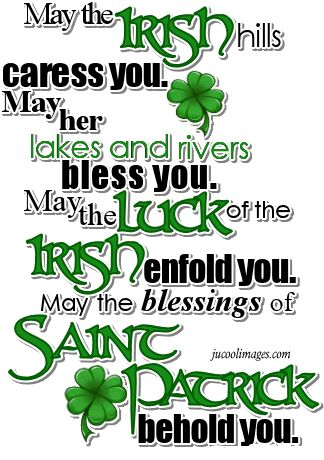 May the IRISH hills
caress you.
May
her
lakes and rivers
bless you.
May
the LUCK of the
IRISH enfold you.
May the blessings of
SAINT
jucoolimages.com
PATRICK
behold you.